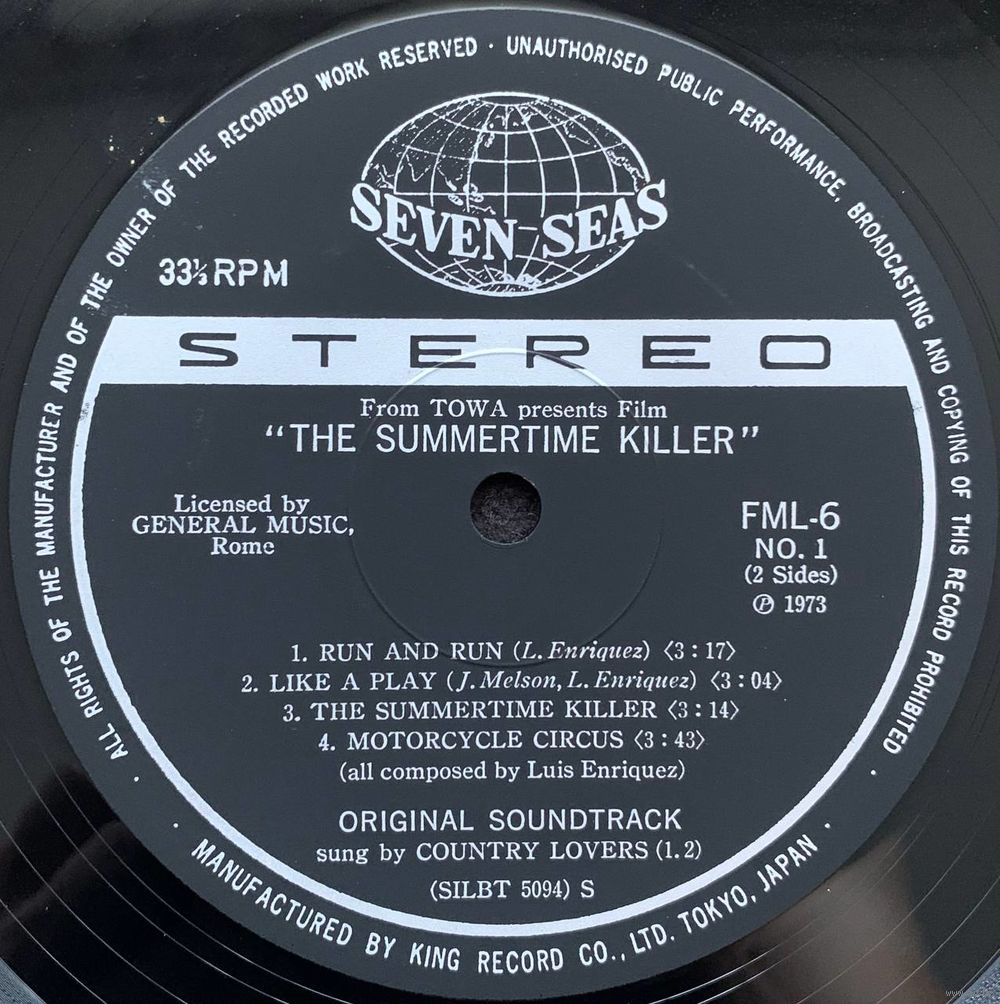 ALL RIGHTS OF THE MANUFACTURER AND OF THE OWNER OF THE RECORDED WORK RESERVED · UNAUTHORISED PUBLIC PERFORMANCE, BROADCASTING AND COPYING OF THIS RECORD PROHIBITED ·
SEVEN SEAS
33⅓ RPM
STEREO
From TOWA presents Film
“THE SUMMERTIME KILLER”
Licensed by
GENERAL MUSIC,
Rome
FML-6
NO. 1
(2 Sides)
℗ 1973
1. RUN AND RUN (L. Enriquez) 〈3 : 17〉
2. LIKE A PLAY (J. Melson, L. Enriquez) 〈3 : 04〉
3. THE SUMMERTIME KILLER 〈3 : 14〉
4. MOTORCYCLE CIRCUS 〈3 : 43〉
(all composed by Luis Enriquez)
ORIGINAL SOUNDTRACK
sung by COUNTRY LOVERS (1. 2)
(SILBT 5094) S
· MANUFACTURED BY KING RECORD CO., LTD. TOKYO, JAPAN ·